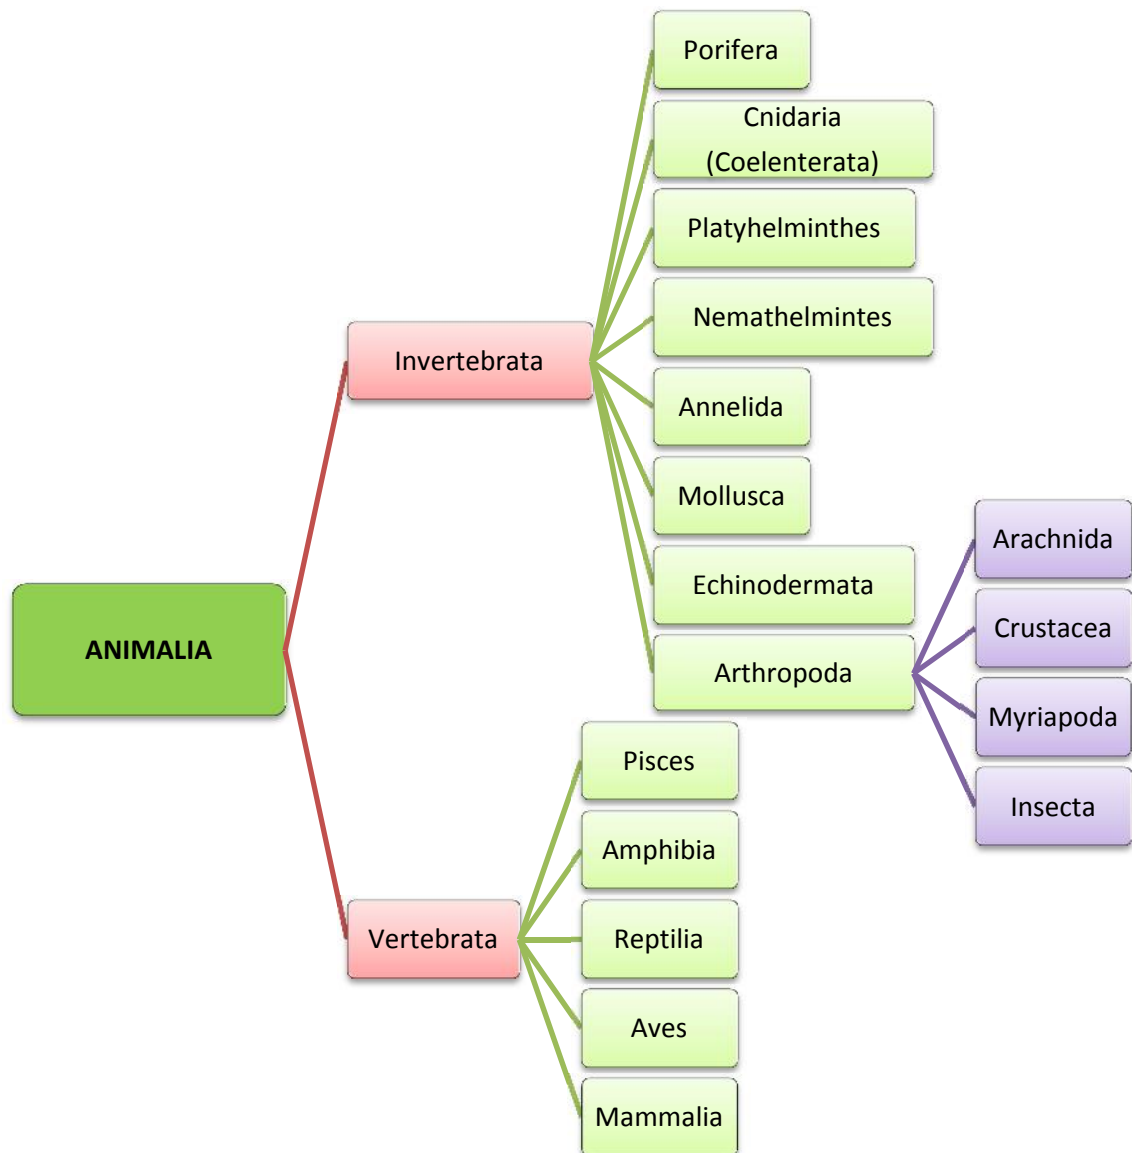 Porifera
Cnidaria
(Coelenterata)
Platyhelminthes
Nemathelmintes
Invertebrata
Annelida
Mollusca
Arachnida
Echinodermata
Crustacea
ANIMALIA
Arthropoda
Myriapoda
Pisces
Insecta
Amphibia
Vertebrata
Reptilia
Aves
Mammalia